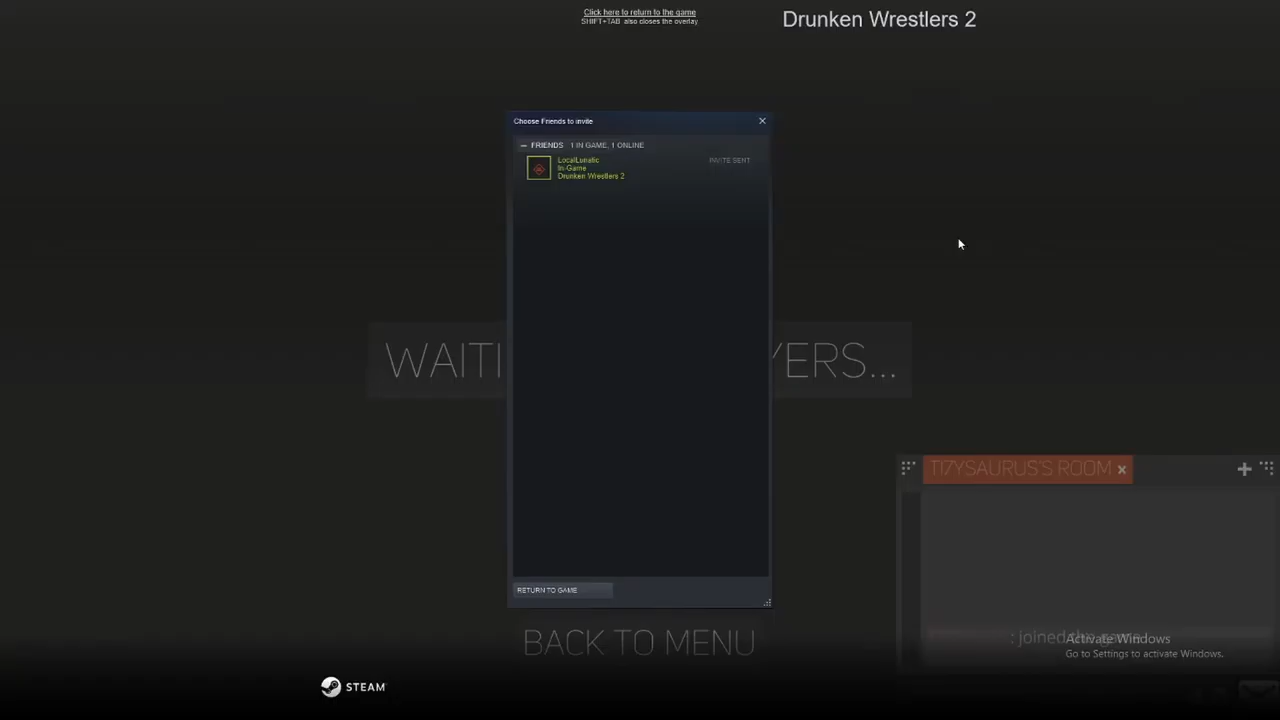 Click here to return to the game
SHIFT+TAB also closes the overlay
Drunken Wrestlers 2
Choose Friends to invite
FRIENDS 1 IN GAME, 1 ONLINE
LocalLunatic
In-Game
Drunken Wrestlers 2
INVITE SENT
WAITI
YERS...
TIZYSAURUS'S ROOM
: joined the game
Activate Windows
Go to Settings to activate Windows.
RETURN TO GAME
BACK TO MENU
STEAM